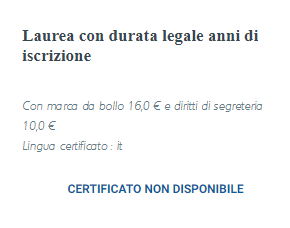 Laurea con durata legale anni di
iscrizione
Con marca da bollo 16,0 € e diritti di segreteria
10,0 €
Lingua certificato : it
CERTIFICATO NON DISPONIBILE